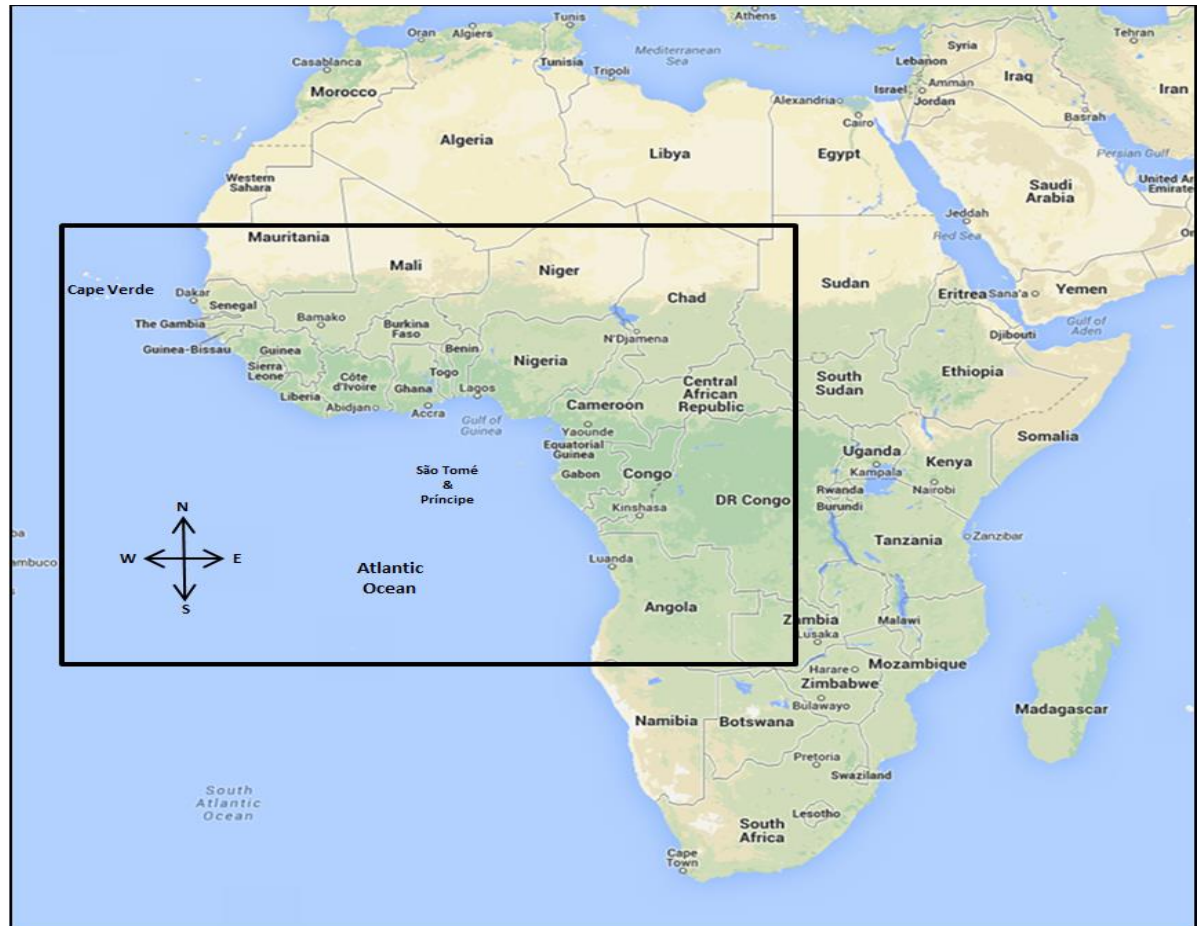 Tunis
Athens
Oran
Algiers
Tehran
Mediterranean
Sea
Syria
Casablanca
Tunisia
Lebanon
Tripoli
Iraq
Morocco
Israel
Amman
Iran
Alexandria
Jordan
Cairo
Basrah
Algeria
Libya
Egypt
Persian Gulf
Western
Sahara
United Ar
Emirate
Saudi
Arabia
Jeddah
Red Sea
Or
Mauritania
Mali
Niger
Cape Verde
Dakar
Senegal
Chad
Sudan
Eritrea
Sana'a
Yemen
The Gambia
Bamako
Burkina
Faso
N'Djamena
Djibouti
Gulf of
Aden
Guinea-Bissau
Guinea
Benin
Nigeria
Sierra
Leone
Côte
d'Ivoire
Ghana
Togo
Lagos
Central
African
Republic
South
Sudan
Ethiopia
Liberia
Abidjan
Accra
Gulf of
Guinea
Cameroon
Yaounde
Somalia
Equatorial
Guinea
Uganda
Kampala
Kenya
Gabon
Congo
São Tomé
&
Príncipe
Rwanda
Nairobi
DR Congo
Burundi
Kinshasa
N
W
E
S
ba
ambuco
Tanzania
Zanzibar
Luanda
Atlantic
Ocean
Angola
Zambia
Malawi
Lusaka
Harare
Mozambique
Zimbabwe
Bulawayo
Madagascar
Namibia
Botswana
Pretoria
Swaziland
South
Atlantic
Ocean
Lesotho
South
Africa
Cape
Town